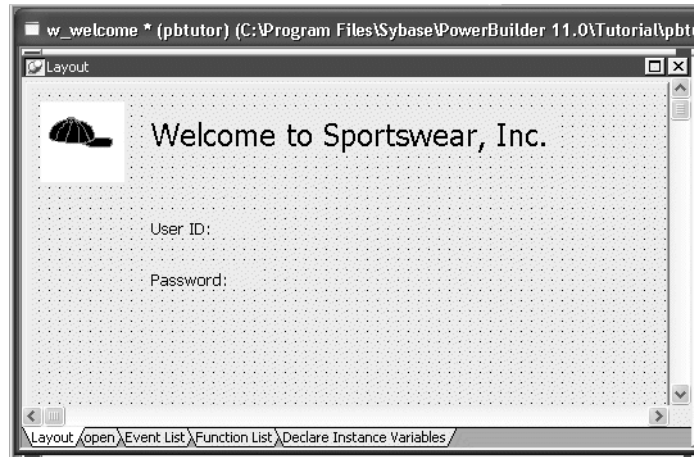 w_welcome * (pbtutor) (C:\Program Files\Sybase\PowerBuilder 11.0\Tutorial\pbt
Layout
Welcome to Sportswear, Inc.
User ID:
Password:
Layout open Event List Function List Declare Instance Variables